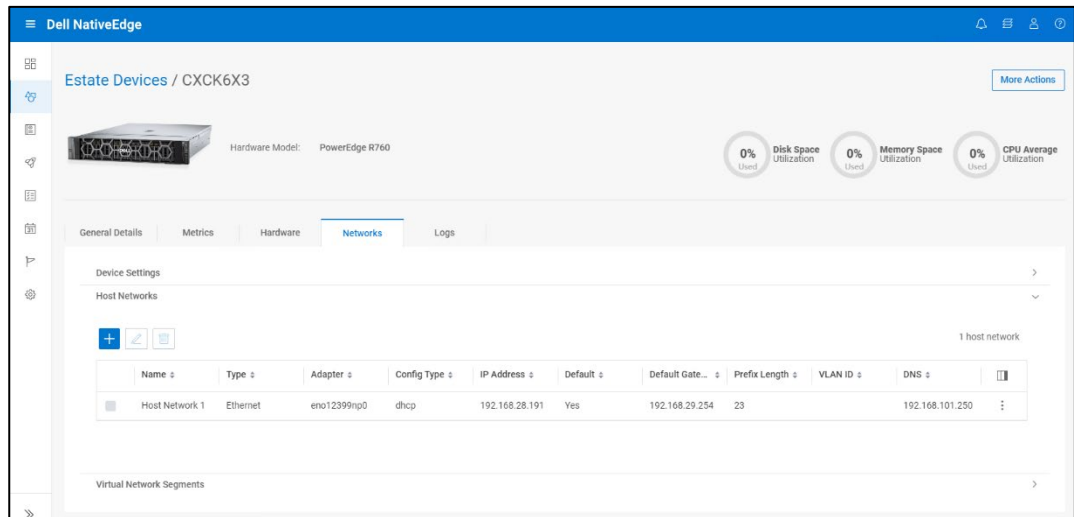 Dell NativeEdge
Estate Devices / CXCK6X3
More Actions
Hardware Model: PowerEdge R760
0% Used Disk Space Utilization
0% Used Memory Space Utilization
0% Used CPU Average Utilization
General Details Metrics Hardware Networks Logs
Device Settings
Host Networks
1 host network
Name Type Adapter Config Type IP Address Default Default Gate... Prefix Length VLAN ID DNS
Host Network 1 Ethernet eno12399np0 dhcp 192.168.28.191 Yes 192.168.29.254 23 192.168.101.250
Virtual Network Segments